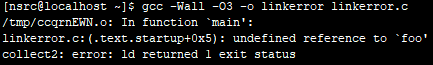 [nsrc@localhost ~]$ gcc -Wall -O3 -o linkerror linkerror.c
/tmp/ccqrnEWN.o: In function `main':
linkerror.c:(.text.startup+0x5): undefined reference to `foo'
collect2: error: ld returned 1 exit status